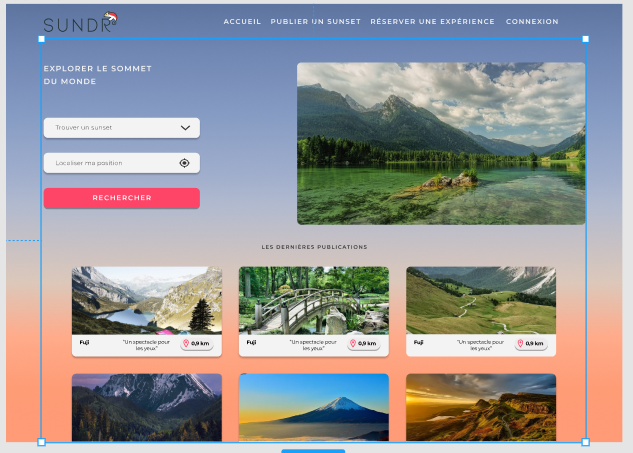 SUNDR
ACCUEIL PUBLIER UN SUNSET RÉSERVER UNE EXPÉRIENCE CONNEXION
EXPLORER LE SOMMET
DU MONDE
Trouver un sunset
Localiser ma position
RECHERCHER
LES DERNIÈRES PUBLICATIONS
Fuji "Un spectacle pour les yeux" 0,9 km
Fuji "Un spectacle pour les yeux" 0,9 km
Fuji "Un spectacle pour les yeux" 0,9 km